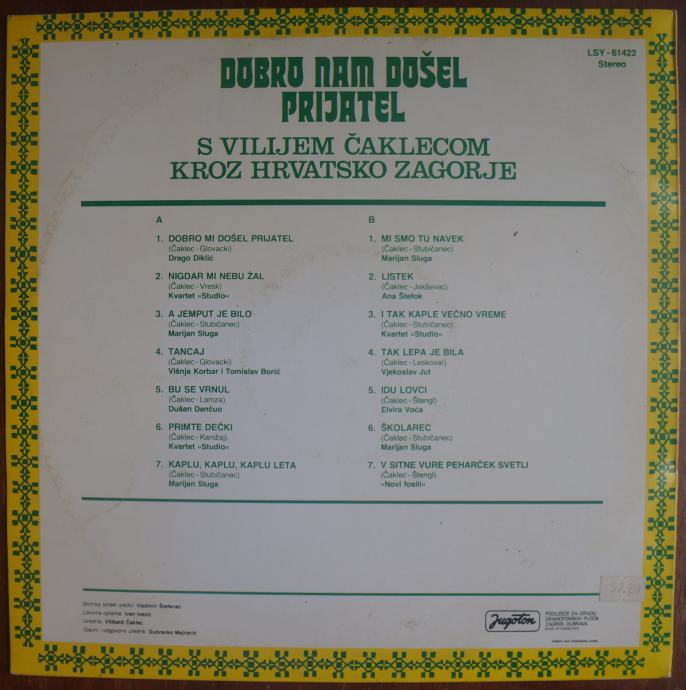 LSY-61422
Stereo
DOBRO NAM DOŠEL
PRIJATEL
S VILIJEM ČAKLECOM
KROZ HRVATSKO ZAGORJE
A
1. DOBRO MI DOŠEL PRIJATEL
(Čaklec-Glovacki)
Drago Diklić
2. NIGDAR MI NEBU ŽAL
(Čaklec-Vresk)
Kvartet »Studio«
3. A JEMPUT JE BILO
(Čaklec-Stubičanec)
Marijan Sluga
4. TANCAJ
(Čaklec-Glovacki)
Višnja Korbar i Tomislav Borić
5. BU SE VRNUL
(Čaklec-Lamza)
Dušan Dančuo
6. PRIMTE DEČKI
(Čaklec-Kanižaj)
Kvartet »Studio«
7. KAPLU, KAPLU, KAPLU LETA
(Čaklec-Stubičanec)
Marijan Sluga
B
1. MI SMO TU NAVEK
(Čaklec-Stubičanec)
Marijan Sluga
2. LISTEK
(Čaklec-Jakševac)
Ana Štefok
3. I TAK KAPLE VEČNO VREME
(Čaklec-Stubičanec)
Kvartet »Studio«
4. TAK LEPA JE BILA
(Čaklec-Leskovar)
Vjekoslav Jut
5. IDU LOVCI
(Čaklec-Štengl)
Elvira Voća
6. ŠKOLAREC
(Čaklec-Stubičanec)
Marijan Sluga
7. V SITNE VURE PEHARČEK SVETLI
(Čaklec-Štengl)
»Novi fosili«
57.20
Snimke
Likovna oprema: Ivan Ivezić
Urednik: Vilibald Čaklec
Glavni i odgovorni urednik: Dubravko Majnarić
Jugoton
PODUZEĆE ZA IZRADU
GRAMOFONSKIH PLOČA
ZAGREB, DUBRAVA
MADE IN YUGOSLAVIA